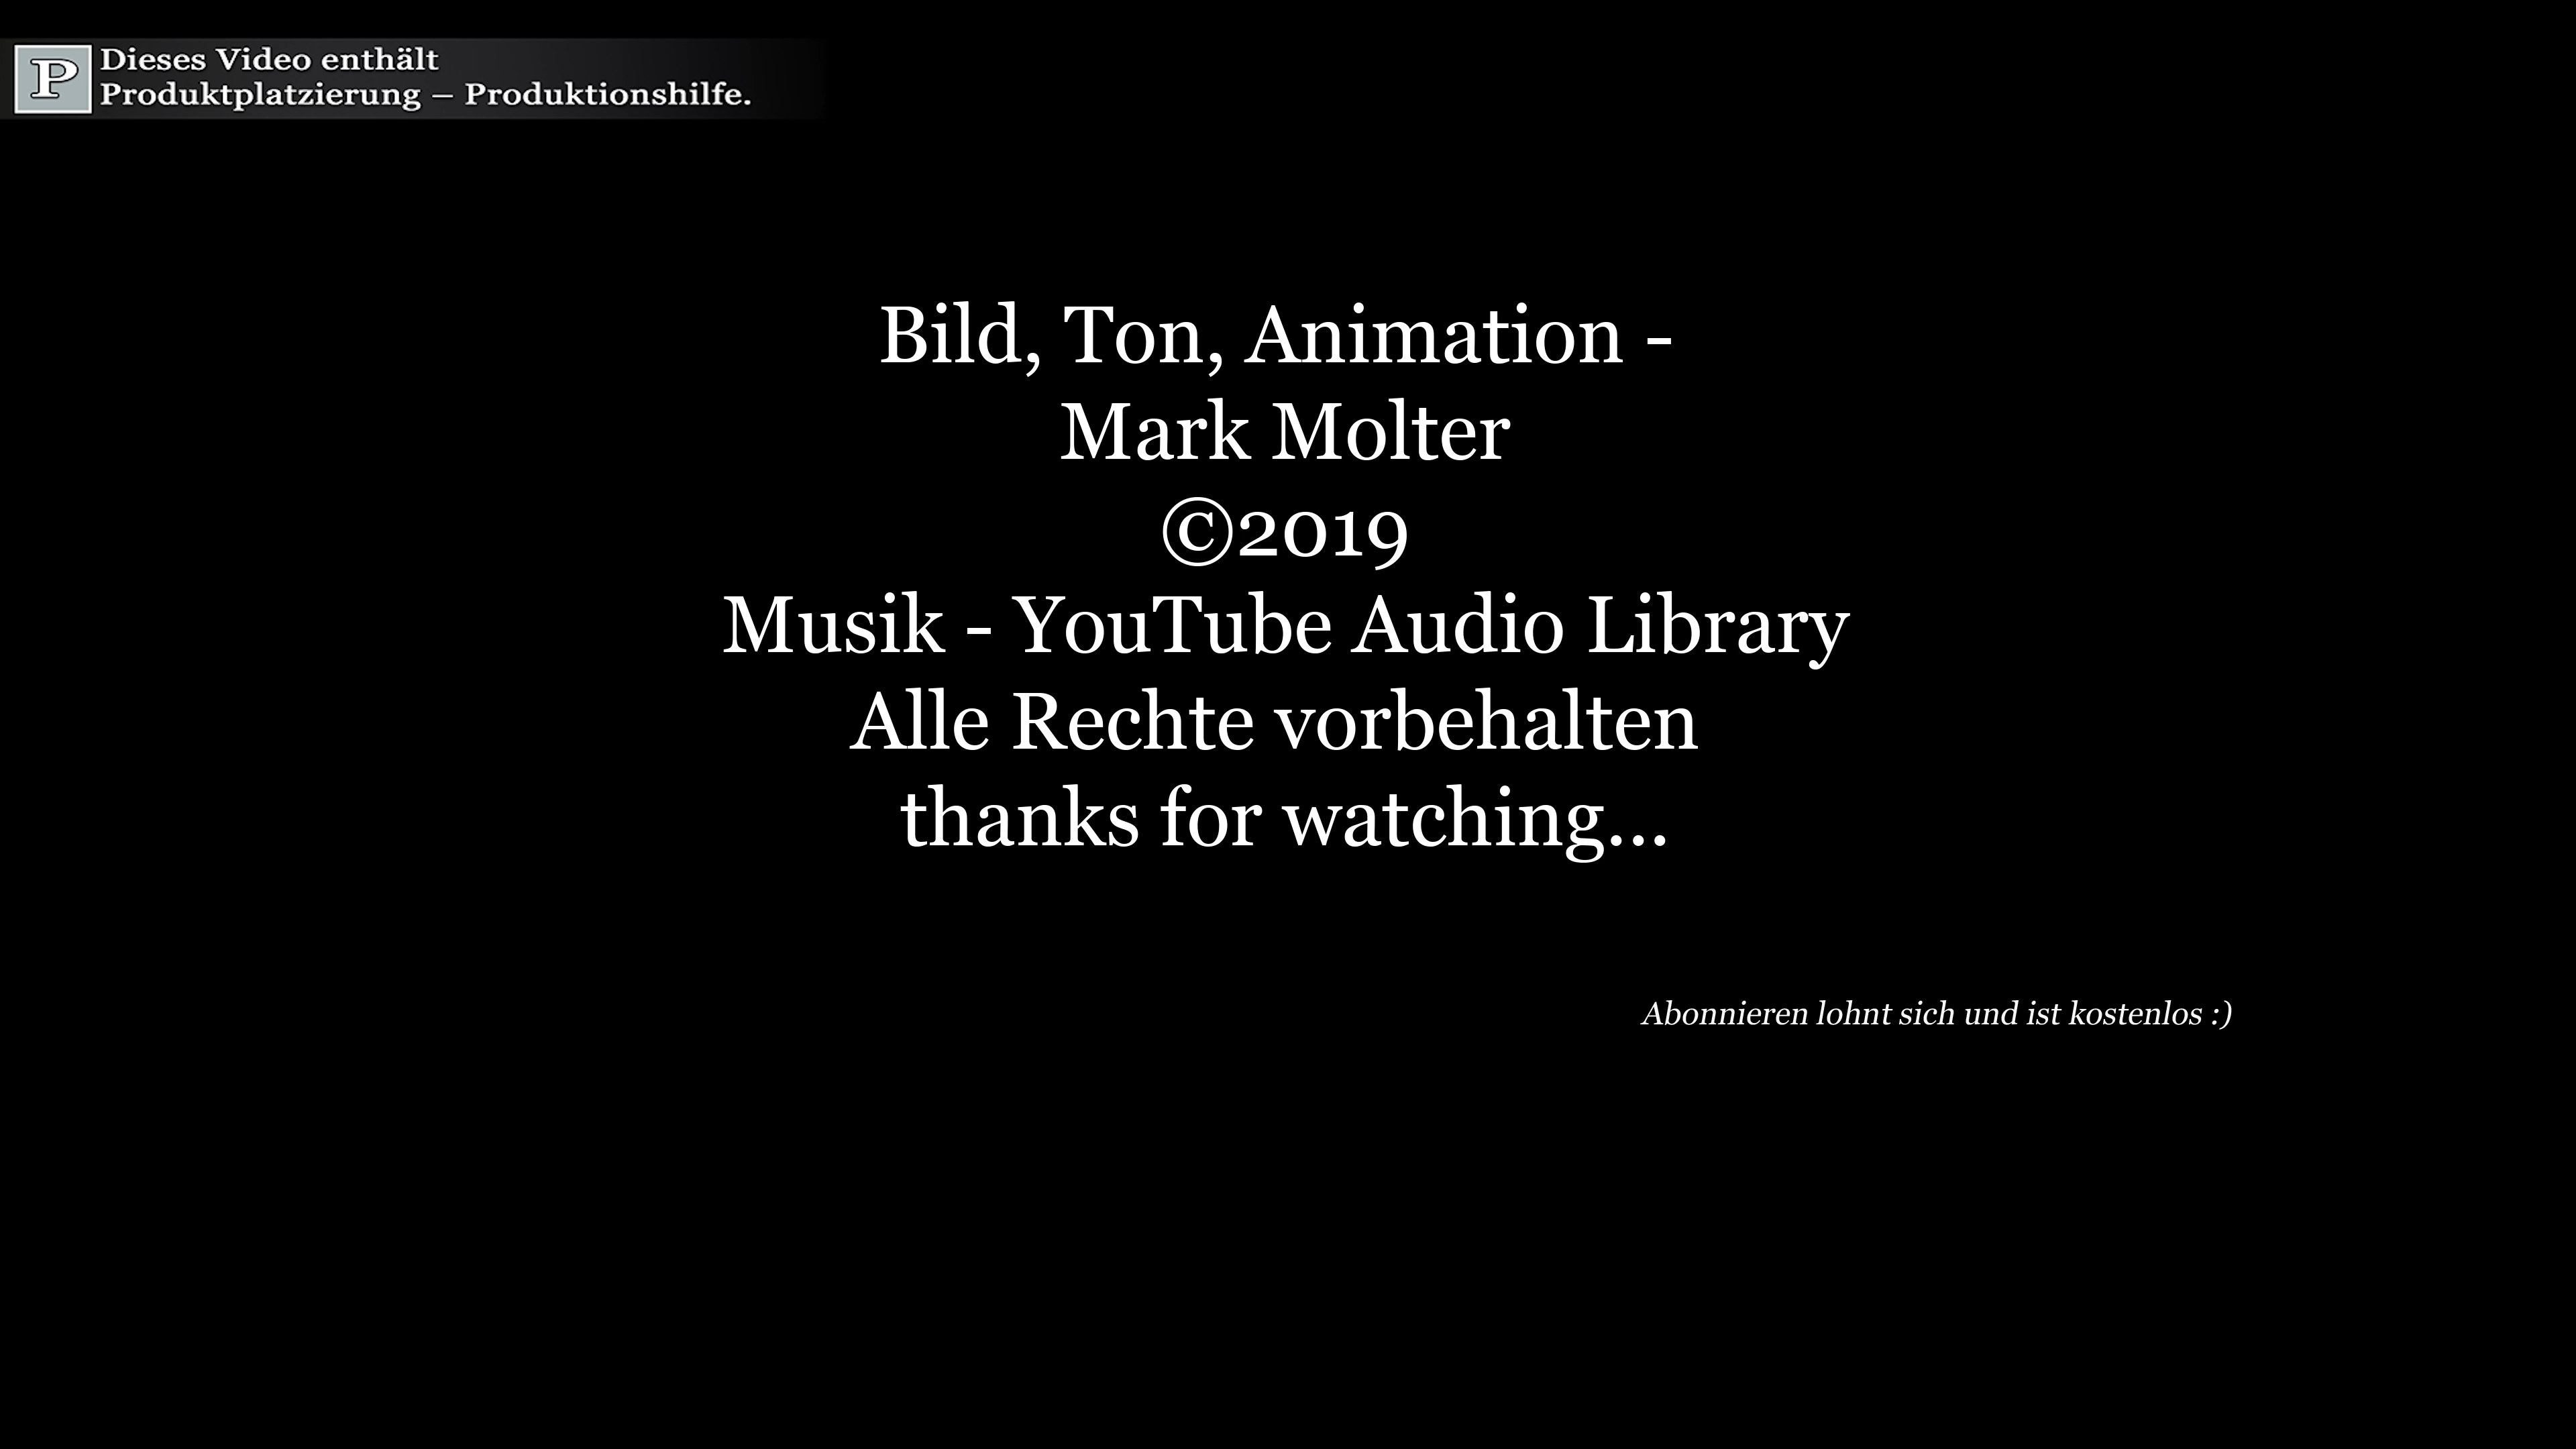 P
Dieses Video enthält
Produktplatzierung – Produktionshilfe.
Bild, Ton, Animation -
Mark Molter
©2019
Musik - YouTube Audio Library
Alle Rechte vorbehalten
thanks for watching...
Abonnieren lohnt sich und ist kostenlos :)